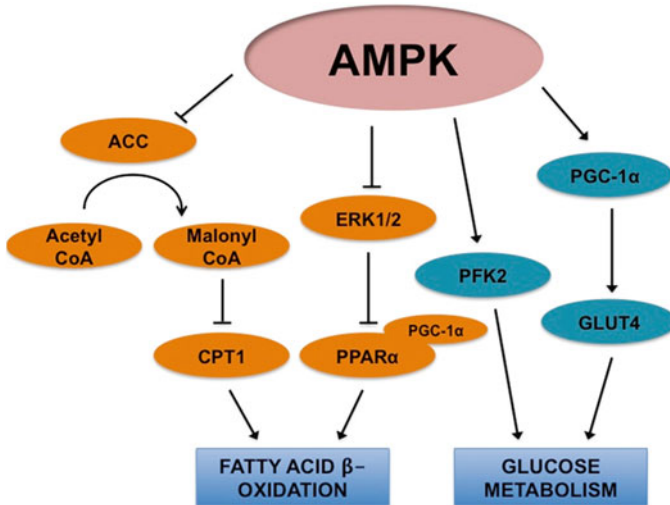 AMPK
ACC
PGC-1α
Acetyl
CoA
Malonyl
CoA
ERK1/2
PFK2
GLUT4
PGC-1α
CPT1
PPARα
FATTY ACID β–
OXIDATION
GLUCOSE
METABOLISM